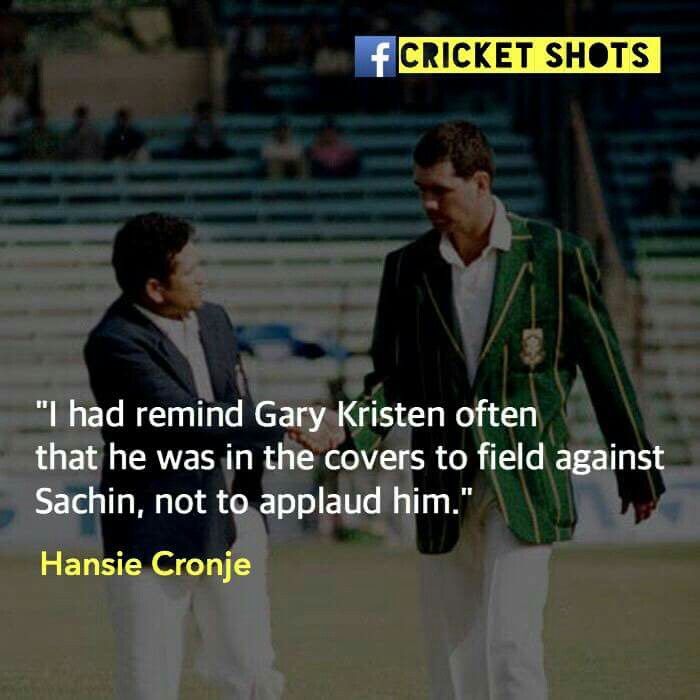 f CRICKET SHOTS
"I had remind Gary Kristen often
that he was in the covers to field against
Sachin, not to applaud him."
Hansie Cronje